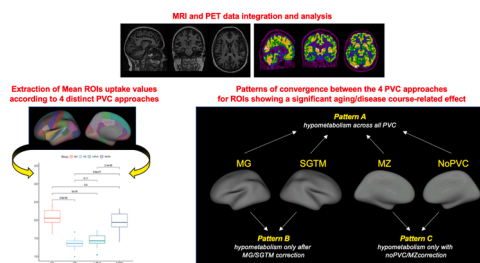 MRI and PET data integration and analysis
Extraction of Mean ROIs uptake values
according to 4 distinct PVC approaches
Patterns of convergence between the 4 PVC approaches
for ROIs showing a significant aging/disease course-related effect
Pattern A
hypometabolism across all PVC
MG
SGTM
MZ
NoPVC
Pattern B
hypometabolism only after
MG/SGTM correction
Pattern C
hypometabolism only with
noPVC/MZcorrection